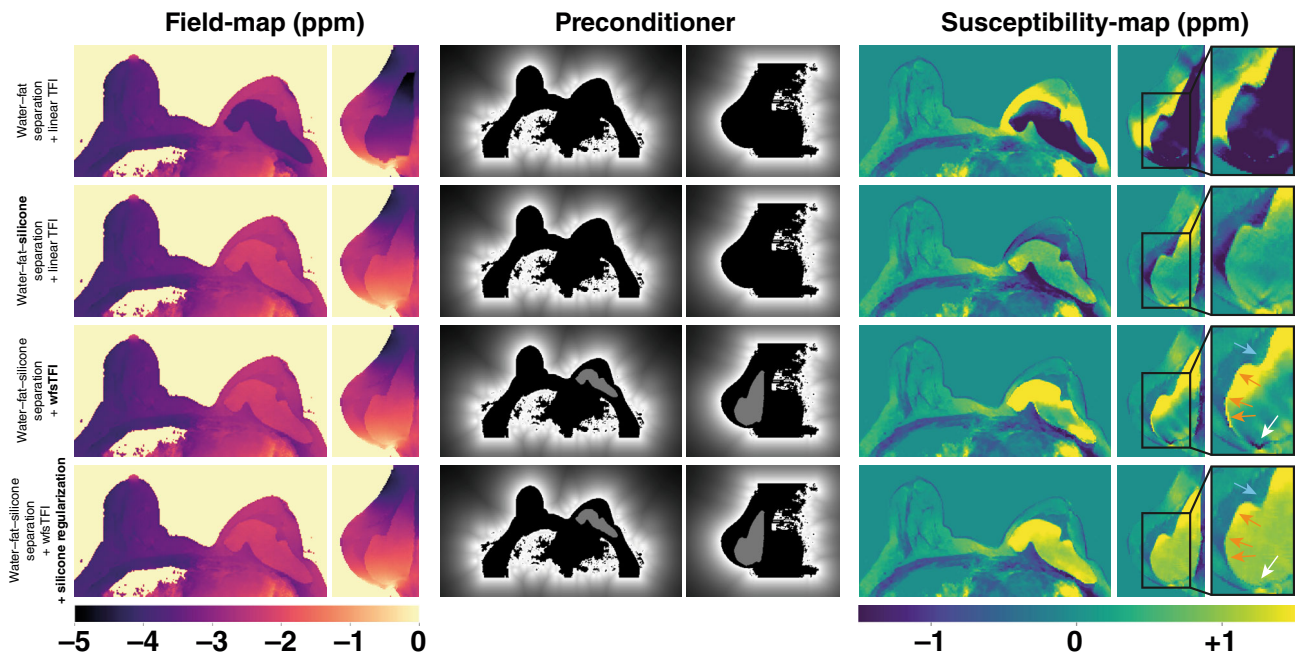 Field-map (ppm)
Preconditioner
Susceptibility-map (ppm)
Water–fat
separation
+ linear TFI
Water–fat–silicone
separation
+ linear TFI
Water–fat–silicone
separation
+ wfsTFI
Water–fat–silicone
separation
+ wfsTFI
+ silicone regularization
–5 –4 –3 –2 –1 0
–1 0 +1